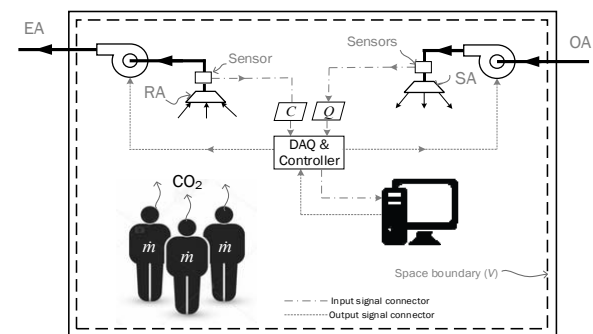 EA
OA
Sensor
Sensors
RA
SA
C
Q
DAQ &
Controller
CO₂
ṁ
ṁ
ṁ
Space boundary (V)
Input signal connector
Output signal connector